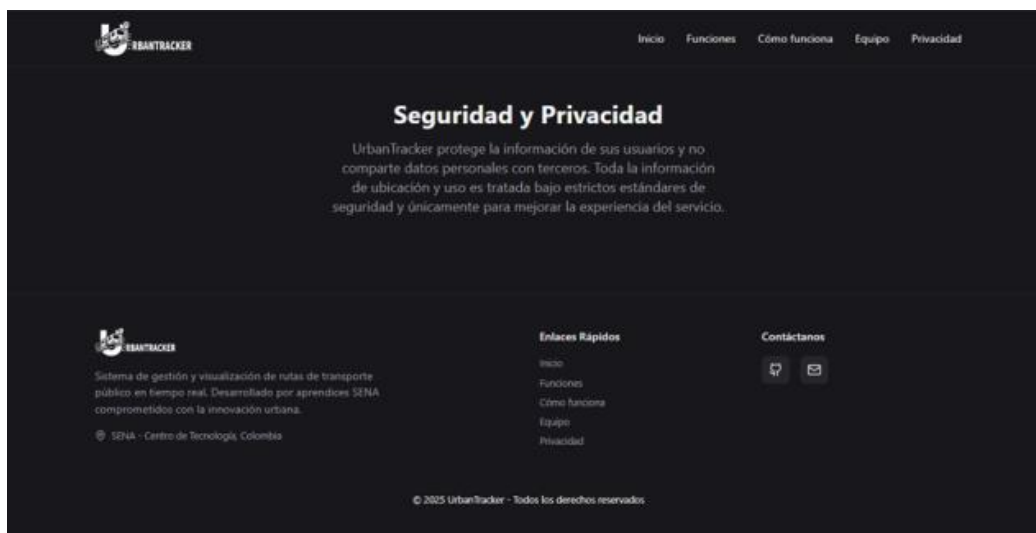 URBANTRACKER
Inicio Funciones Cómo funciona Equipo Privacidad
Seguridad y Privacidad
UrbanTracker protege la información de sus usuarios y no
comparte datos personales con terceros. Toda la información
de ubicación y uso es tratada bajo estrictos estándares de
seguridad y únicamente para mejorar la experiencia del servicio.
URBANTRACKER
Sistema de gestión y visualización de rutas de transporte
público en tiempo real. Desarrollado por aprendices SENA
comprometidos con la innovación urbana.
SENA - Centro de Tecnología, Colombia
Enlaces Rápidos
Inicio
Funciones
Cómo funciona
Equipo
Privacidad
Contáctanos
© 2025 UrbanTracker - Todos los derechos reservados